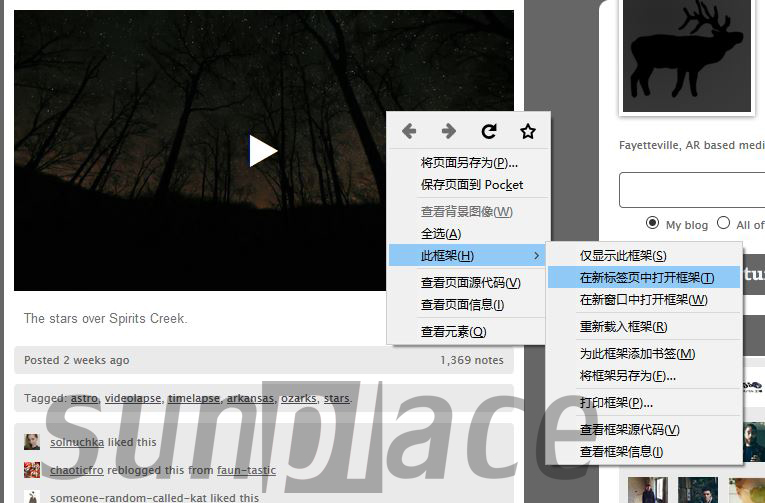 将页面另存为(P)...
保存页面到 Pocket
查看背景图像(W)
全选(A)
此框架(H)
查看页面源代码(V)
查看页面信息(I)
查看元素(Q)
仅显示此框架(S)
在新标签页中打开框架(T)
在新窗口中打开框架(W)
重新载入框架(R)
为此框架添加书签(M)
将框架另存为(F)...
打印框架(P)...
查看框架源代码(V)
查看框架信息(I)
The stars over Spirits Creek.
Posted 2 weeks ago 1,369 notes
Tagged: astro, videolapse, timelapse, arkansas, ozarks, stars.
solnuchka liked this
chaoticfro reblogged this from faun-tastic
someone-random-called-kat liked this
Fayetteville, AR based medi
My blog All of
tu
sunplace